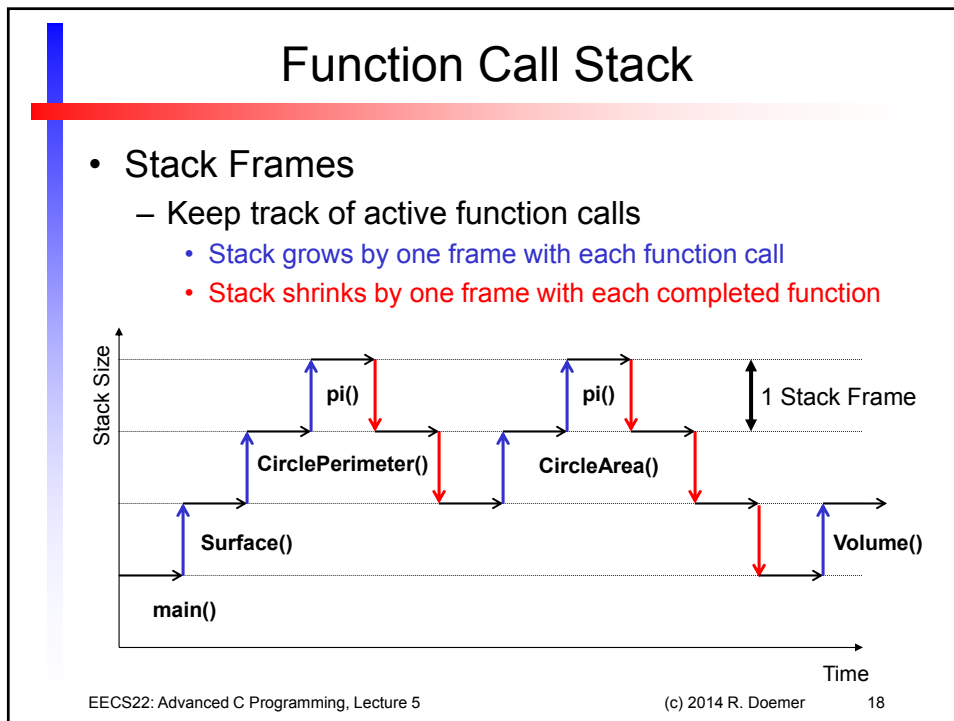 Function Call Stack
• Stack Frames
– Keep track of active function calls
• Stack grows by one frame with each function call
• Stack shrinks by one frame with each completed function
Stack Size
pi()
pi()
1 Stack Frame
CirclePerimeter()
CircleArea()
Surface()
Volume()
main()
Time
EECS22: Advanced C Programming, Lecture 5
(c) 2014 R. Doemer
18